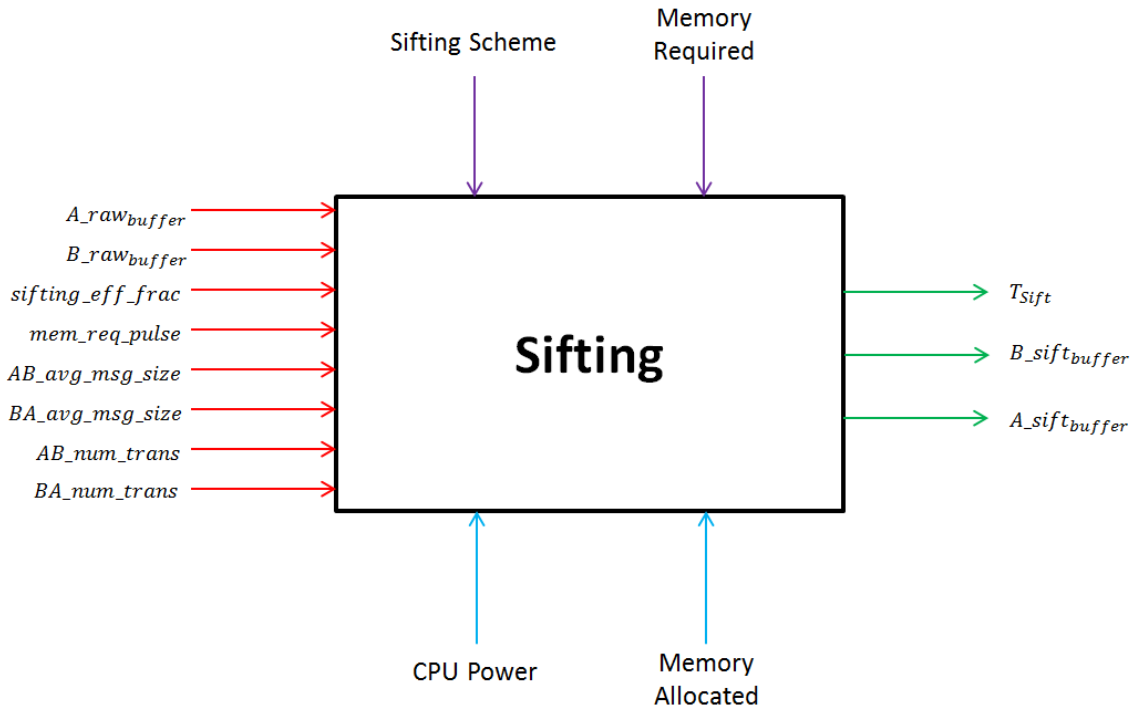 Sifting Scheme
Memory
Required
A_raw_buffer
B_raw_buffer
sifting_eff_frac
mem_req_pulse
AB_avg_msg_size
BA_avg_msg_size
AB_num_trans
BA_num_trans
Sifting
T_Sift
B_sift_buffer
A_sift_buffer
CPU Power
Memory
Allocated